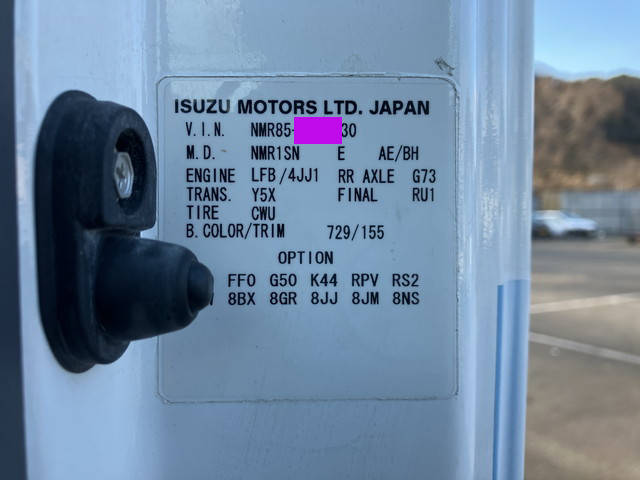 ISUZU MOTORS LTD. JAPAN
V.I.N. NMR85- 30
M.D. NMR1SN E AE/BH
ENGINE LFB/4JJ1 RR AXLE G73
TRANS. Y5X FINAL RU1
TIRE CWU
B.COLOR/TRIM 729/155
OPTION
FF0 G50 K44 RPV RS2
8BX 8GR 8JJ 8JM 8NS